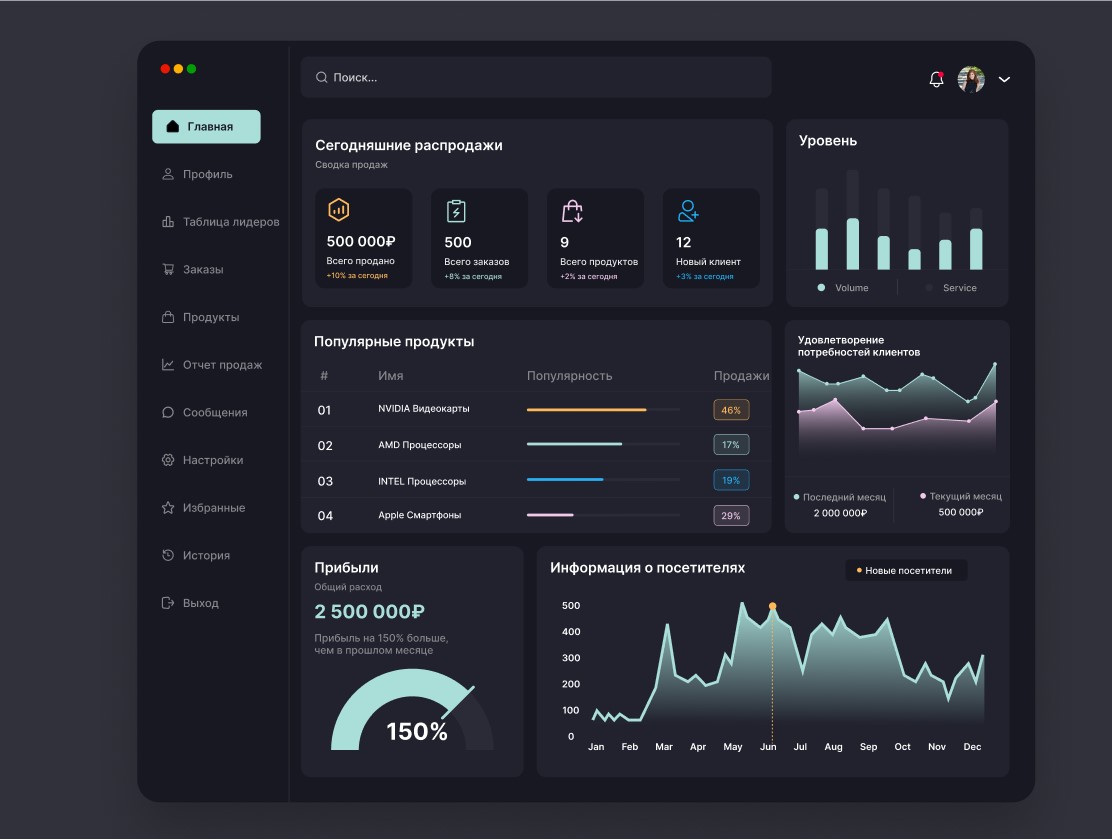 Поиск...
Главная
Профиль
Таблица лидеров
Заказы
Продукты
Отчет продаж
Сообщения
Настройки
Избранные
История
Выход
Сегодняшние распродажи
Сводка продаж
500 000₽
Всего продано
+10% за сегодня
500
Всего заказов
+8% за сегодня
9
Всего продуктов
+2% за сегодня
12
Новый клиент
+3% за сегодня
Уровень
Volume
Service
Популярные продукты
# Имя Популярность Продажи
01 NVIDIA Видеокарты 46%
02 AMD Процессоры 17%
03 INTEL Процессоры 19%
04 Apple Смартфоны 29%
Удовлетворение
потребностей клиентов
Последний месяц
2 000 000₽
Текущий месяц
500 000₽
Прибыли
Общий расход
2 500 000₽
Прибыль на 150% больше,
чем в прошлом месяце
150%
Информация о посетителях
Новые посетители
500
400
300
200
100
0
Jan Feb Mar Apr May Jun Jul Aug Sep Oct Nov Dec